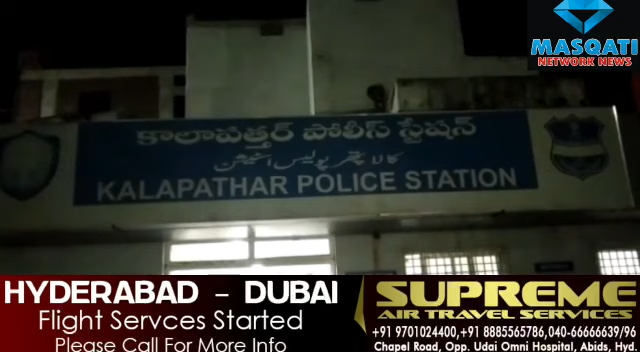 MASQATI
NETWORK NEWS
కాలాపత్తర్ పోలీస్ స్టేషన్
کالا پتھر پولیس اسٹیشن
KALAPATHAR POLICE STATION
HYDERABAD – DUBAI
Flight Servces Started
Please Call For More Info
SUPREME
AIR TRAVEL SERVICES
+91 9701024400,+91 8885565786,040-66666639/96
Chapel Road, Opp. Udai Omni Hospital, Abids, Hyd.